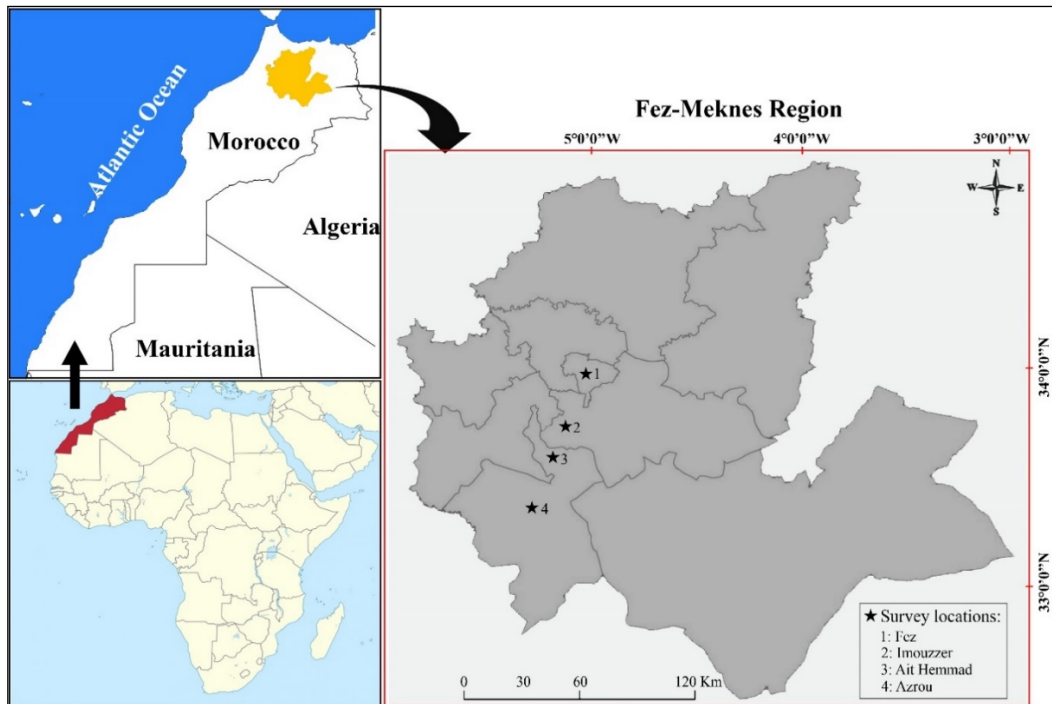 Atlantic Ocean
Morocco
Algeria
Mauritania
Fez-Meknes Region
5°0'0"W 4°0'0"W 3°0'0"W
N
W E
S
34°0'0"N
33°0'0"N
1
2
3
4
★ Survey locations:
1: Fez
2: Imouzzer
3: Ait Hemmad
4: Azrou
0 30 60 120 Km